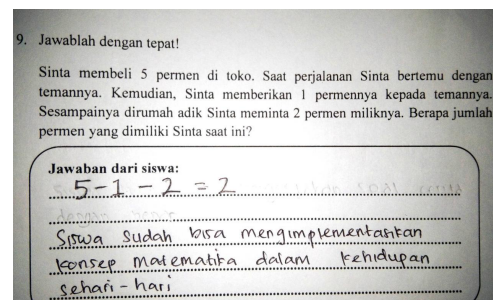 9. Jawablah dengan tepat!
Sinta membeli 5 permen di toko. Saat perjalanan Sinta bertemu dengan
temannya. Kemudian, Sinta memberikan 1 permennya kepada temannya.
Sesampainya dirumah adik Sinta meminta 2 permen miliknya. Berapa jumlah
permen yang dimiliki Sinta saat ini?
Jawaban dari siswa:
5 - 1 - 2 = 2
Siswa sudah bisa mengimplementasikan
konsep matematika dalam kehidupan
sehari - hari